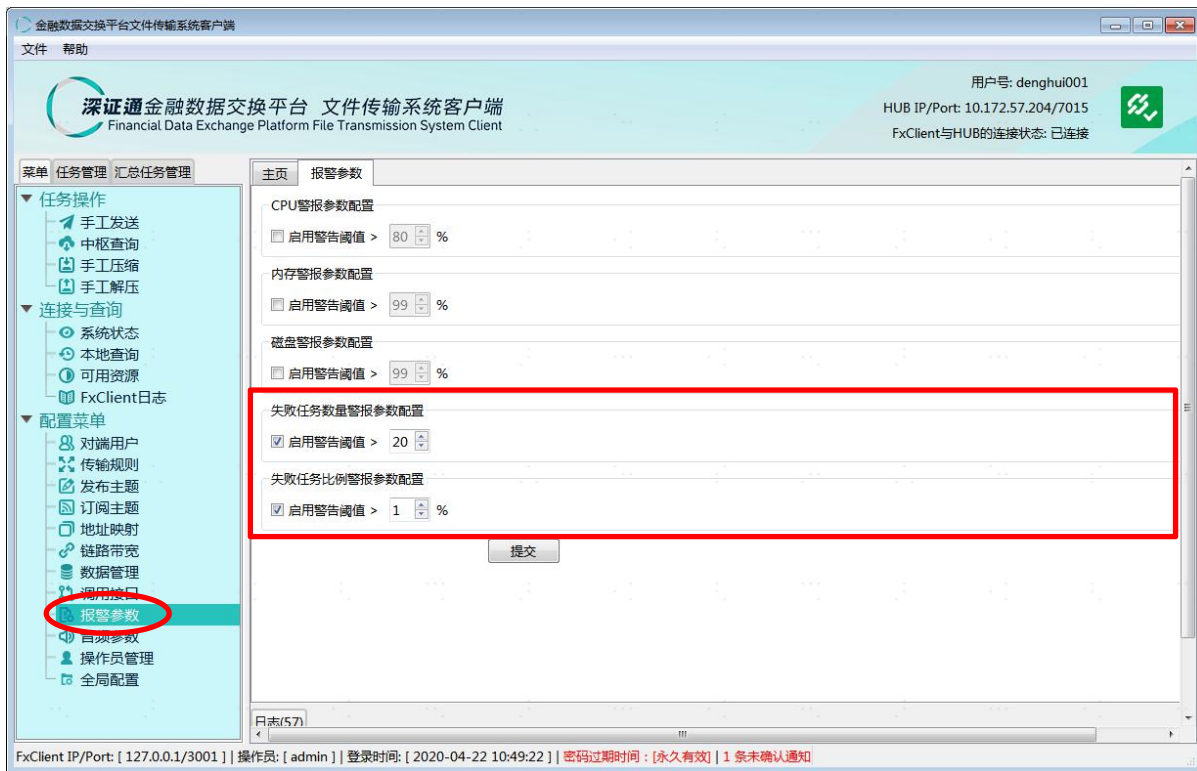 金融数据交换平台文件传输系统客户端
文件 帮助
深证通金融数据交换平台 文件传输系统客户端
Financial Data Exchange Platform File Transmission System Client
用户号: denghui001
HUB IP/Port: 10.172.57.204/7015
FxClient与HUB的连接状态: 已连接
菜单 任务管理 汇总任务管理
任务操作
手工发送
中枢查询
手工压缩
手工解压
连接与查询
系统状态
本地查询
可用资源
FxClient日志
配置菜单
对端用户
传输规则
发布主题
订阅主题
地址映射
链路带宽
数据管理
调用接口
报警参数
音频参数
操作员管理
全局配置
主页 报警参数
CPU警报参数配置
启用警告阈值 > 80 %
内存警报参数配置
启用警告阈值 > 99 %
磁盘警报参数配置
启用警告阈值 > 99 %
失败任务数量警报参数配置
启用警告阈值 > 20
失败任务比例警报参数配置
启用警告阈值 > 1 %
提交
日志(57)
FxClient IP/Port: [ 127.0.0.1/3001 ] | 操作员: [ admin ] | 登录时间: [ 2020-04-22 10:49:22 ] | 密码过期时间 : [永久有效] | 1 条未确认通知